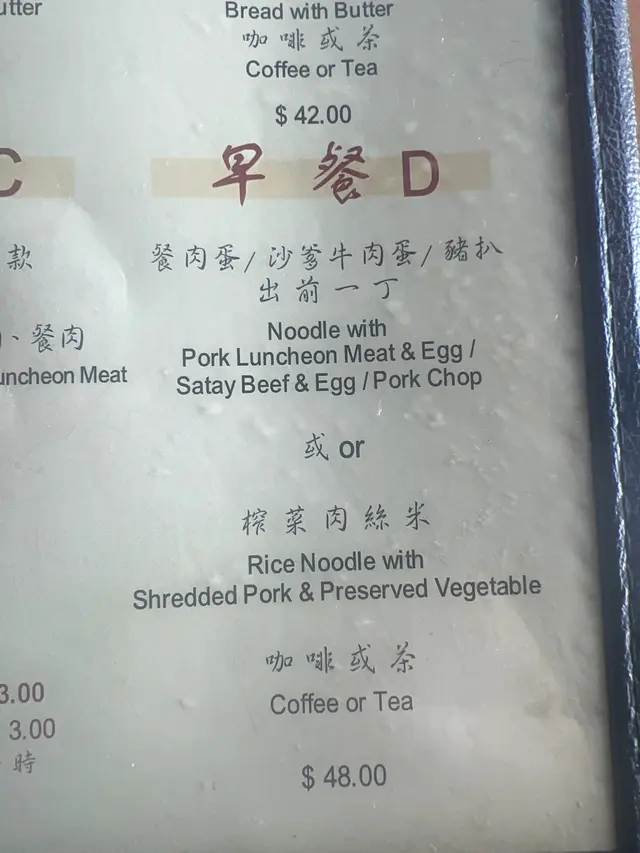 utter
Bread with Butter
咖啡或茶
Coffee or Tea
$ 42.00
C
早餐 D
款
餐肉蛋/沙爹牛肉蛋/豬扒
出前一丁
Noodle with
Pork Luncheon Meat & Egg /
Satay Beef & Egg / Pork Chop
、餐肉
uncheon Meat
或 or
榨菜肉絲米
Rice Noodle with
Shredded Pork & Preserved Vegetable
咖啡或茶
Coffee or Tea
3.00
3.00
時
$ 48.00